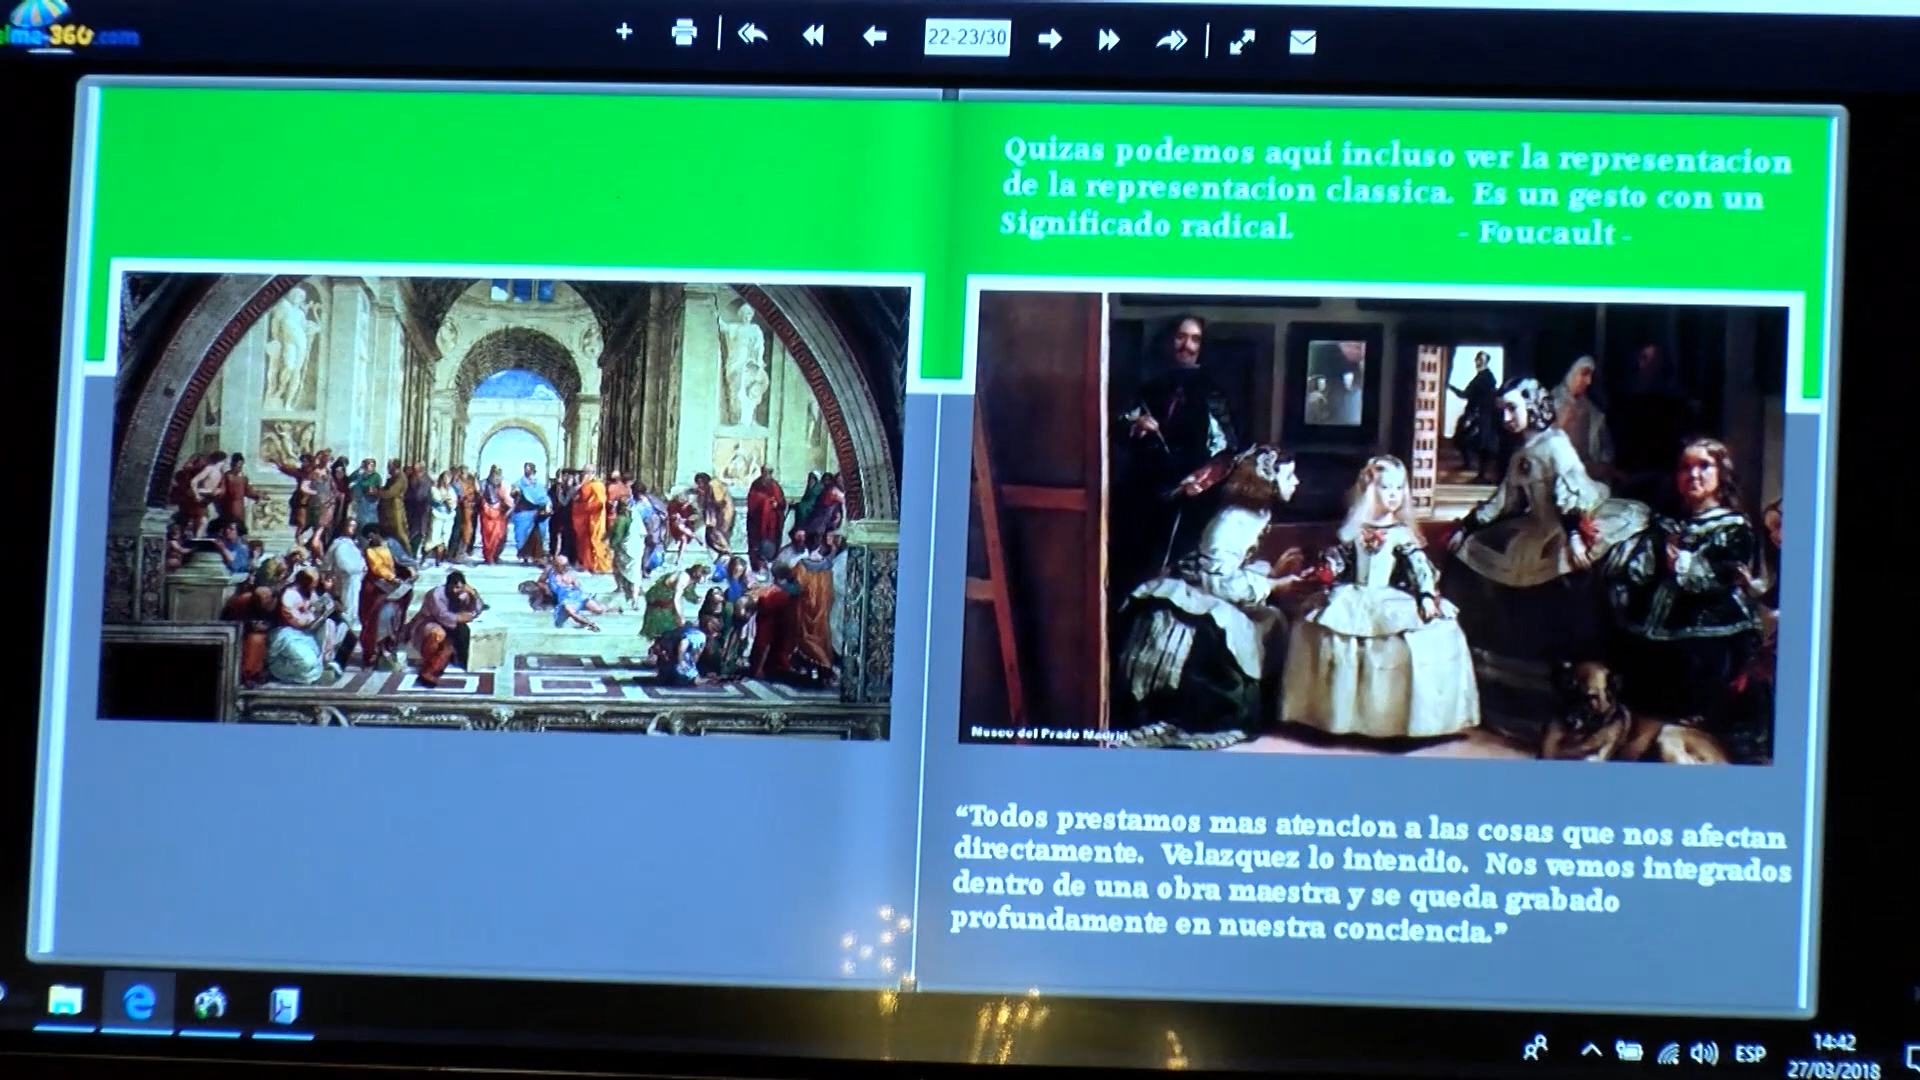 -360.com
22-23/30
Quizas podemos aqui incluso ver la representacion
de la representacion classica. Es un gesto con un
Significado radical. - Foucault -
Museo del Prado Madrid
“Todos prestamos mas atencion a las cosas que nos afectan
directamente. Velazquez lo intendio. Nos vemos integrados
dentro de una obra maestra y se queda grabado
profundamente en nuestra conciencia.”
ESP
14:42
27/03/2018